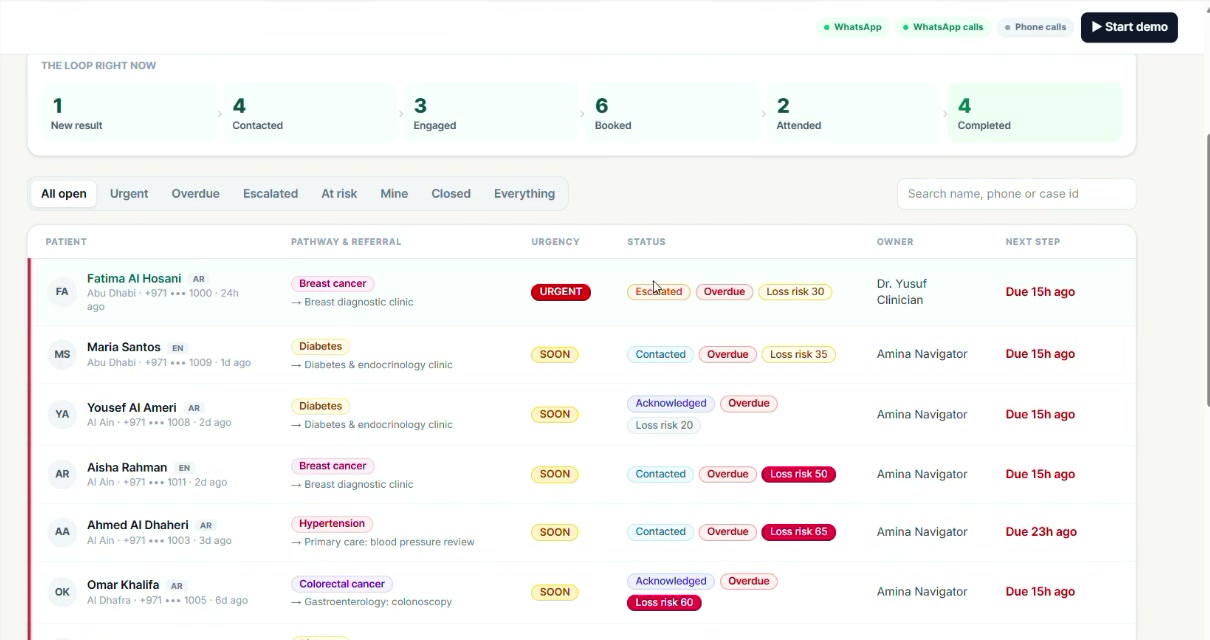 WhatsApp
WhatsApp calls
Phone calls
▶ Start demo
THE LOOP RIGHT NOW
1
New result
4
Contacted
3
Engaged
6
Booked
2
Attended
4
Completed
All open
Urgent
Overdue
Escalated
At risk
Mine
Closed
Everything
Search name, phone or case id
PATIENT
PATHWAY & REFERRAL
URGENCY
STATUS
OWNER
NEXT STEP
FA
Fatima Al Hosani AR
Abu Dhabi · +971 ••• 1000 · 24h
ago
Breast cancer
→ Breast diagnostic clinic
URGENT
Escalated Overdue Loss risk 30
Dr. Yusuf
Clinician
Due 15h ago
MS
Maria Santos EN
Abu Dhabi · +971 ••• 1009 · 1d ago
Diabetes
→ Diabetes & endocrinology clinic
SOON
Contacted Overdue Loss risk 35
Amina Navigator
Due 15h ago
YA
Yousef Al Ameri AR
Al Ain · +971 ••• 1008 · 2d ago
Diabetes
→ Diabetes & endocrinology clinic
SOON
Acknowledged Overdue
Loss risk 20
Amina Navigator
Due 15h ago
AR
Aisha Rahman EN
Al Ain · +971 ••• 1011 · 2d ago
Breast cancer
→ Breast diagnostic clinic
SOON
Contacted Overdue Loss risk 50
Amina Navigator
Due 15h ago
AA
Ahmed Al Dhaheri AR
Al Ain · +971 ••• 1003 · 3d ago
Hypertension
→ Primary care: blood pressure review
SOON
Contacted Overdue Loss risk 65
Amina Navigator
Due 23h ago
OK
Omar Khalifa AR
Al Dhafra · +971 ••• 1005 · 6d ago
Colorectal cancer
→ Gastroenterology: colonoscopy
SOON
Acknowledged Overdue
Loss risk 60
Amina Navigator
Due 15h ago